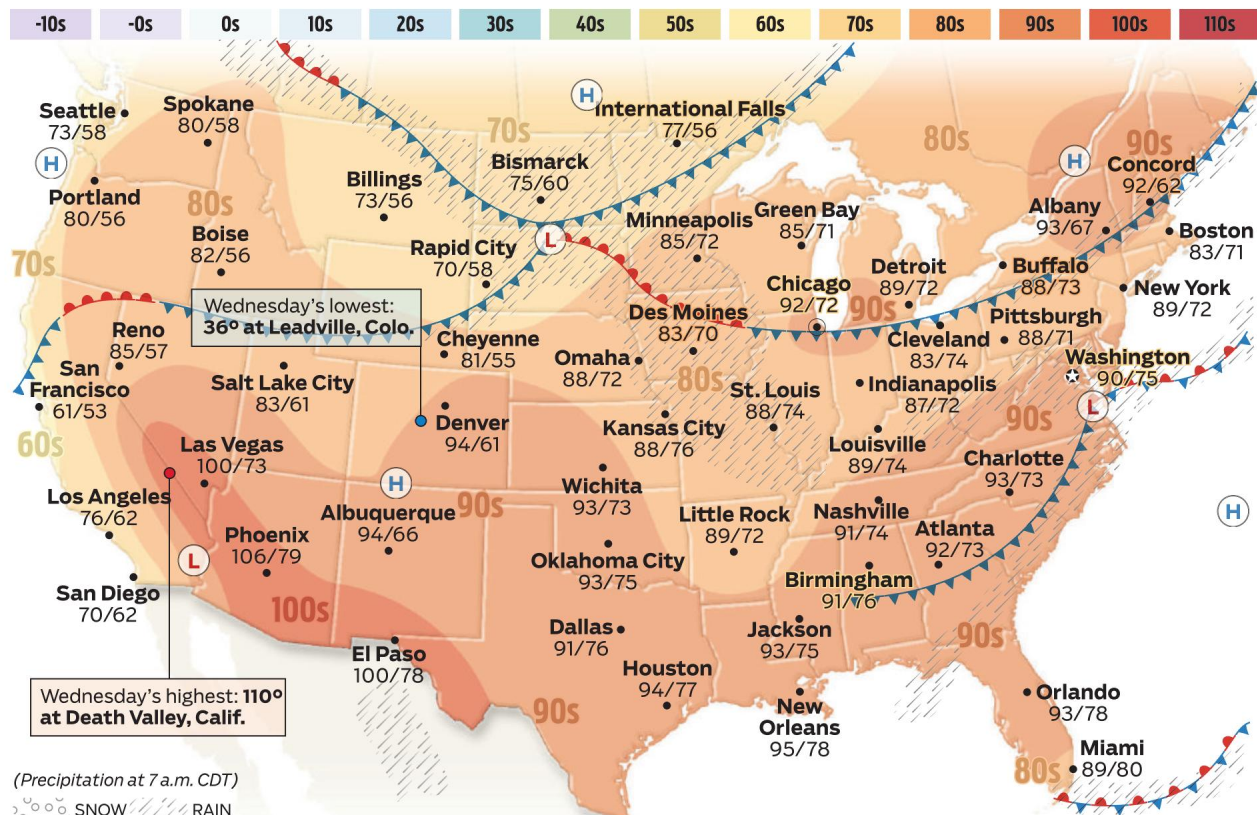 -10s -0s 0s 10s 20s 30s 40s 50s 60s 70s 80s 90s 100s 110s
Seattle
73/58
Spokane
80/58
H
International Falls
77/56
70s
80s
90s
H
H
Portland
80/56
80s
Billings
73/56
Bismarck
75/60
Minneapolis
85/72
Green Bay
85/71
Albany
93/67
Concord
92/62
Boston
83/71
70s
Boise
82/56
Rapid City
70/58
L
Chicago
92/72
90s
Detroit
89/72
Buffalo
88/73
New York
89/72
Wednesday's lowest:
36º at Leadville, Colo.
Reno
85/57
Salt Lake City
83/61
Cheyenne
81/55
Omaha
88/72
Des Moines
83/70
Cleveland
83/74
Pittsburgh
88/71
Washington
90/75
San
Francisco
61/53
60s
Denver
94/61
80s
Kansas City
88/76
St. Louis
88/74
Indianapolis
87/72
Louisville
89/74
90s
L
Las Vegas
100/73
H
90s
Wichita
93/73
Charlotte
93/73
H
Los Angeles
76/62
Phoenix
106/79
L
Albuquerque
94/66
Oklahoma City
93/75
Little Rock
89/72
Nashville
91/74
Atlanta
92/73
San Diego
70/62
100s
El Paso
100/78
Dallas
91/76
Birmingham
91/76
Jackson
93/75
90s
Houston
94/77
90s
New
Orleans
95/78
Orlando
93/78
80s
Miami
89/80
Wednesday's highest: 110º
at Death Valley, Calif.
(Precipitation at 7 a.m. CDT)
SNOW RAIN